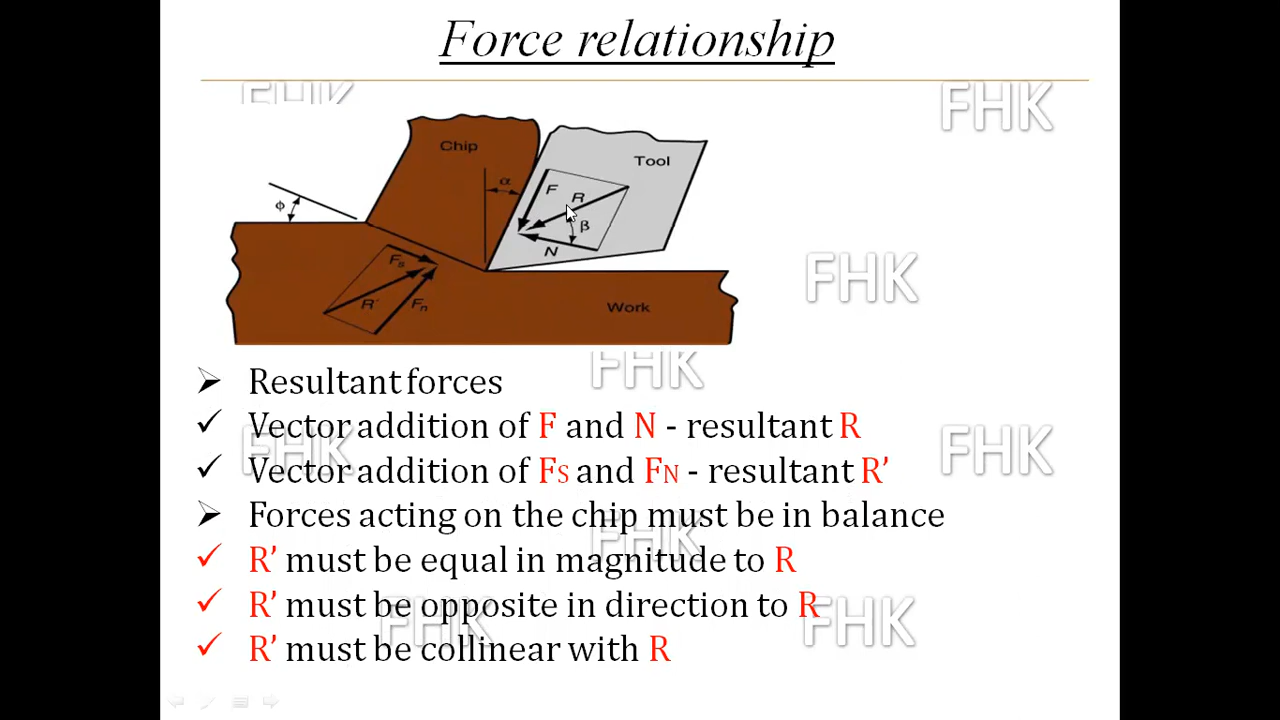 Force relationship
FHK FHK
Chip
Tool
α
F
R
ϕ
β
N
Fs
FHK
R'
Fn
Work
FHK
➢ Resultant forces
✓ Vector addition of F and N - resultant R
FHK FHK
✓ Vector addition of FS and FN - resultant R’
➢ Forces acting on the chip must be in balance
FHK
✓ R’ must be equal in magnitude to R
✓ R’ must be opposite in direction to R
FHK FHK
✓ R’ must be collinear with R